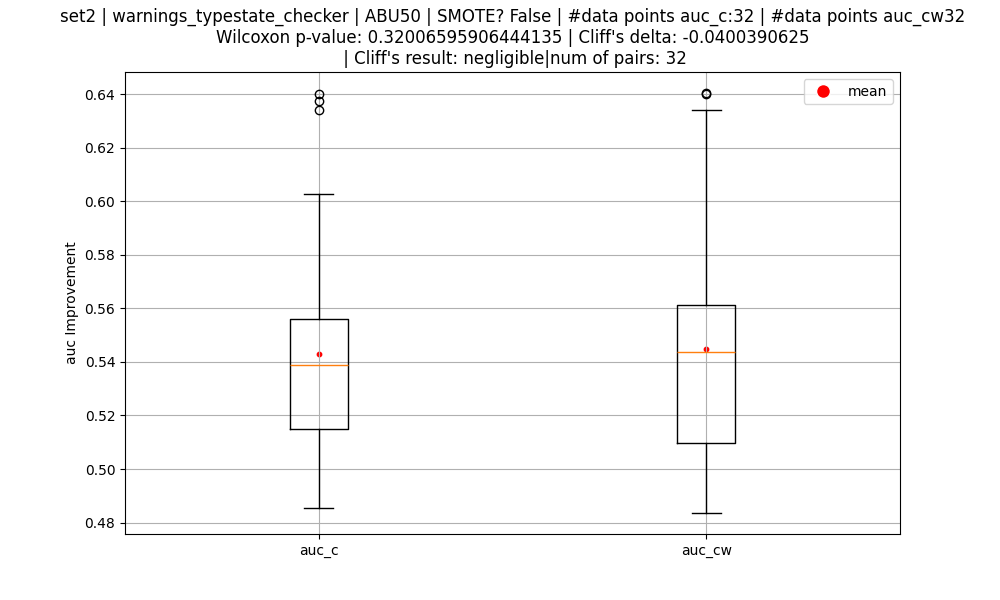 set2 | warnings_typestate_checker | ABU50 | SMOTE? False | #data points auc_c:32 | #data points auc_cw32
Wilcoxon p-value: 0.32006595906444135 | Cliff's delta: -0.0400390625
| Cliff's result: negligible|num of pairs: 32
mean
0.64
0.62
0.60
0.58
0.56
0.54
0.52
0.50
0.48
auc Improvement
auc_c
auc_cw